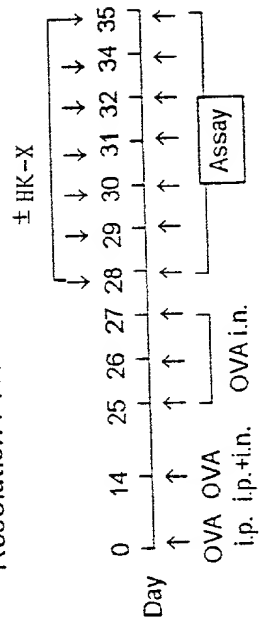 ± HK-X
Day 0 14 25 26 27 28 29 30 31 32 34 35
OVA OVA
i.p. i.p.+i.n.
OVA i.n.
Assay